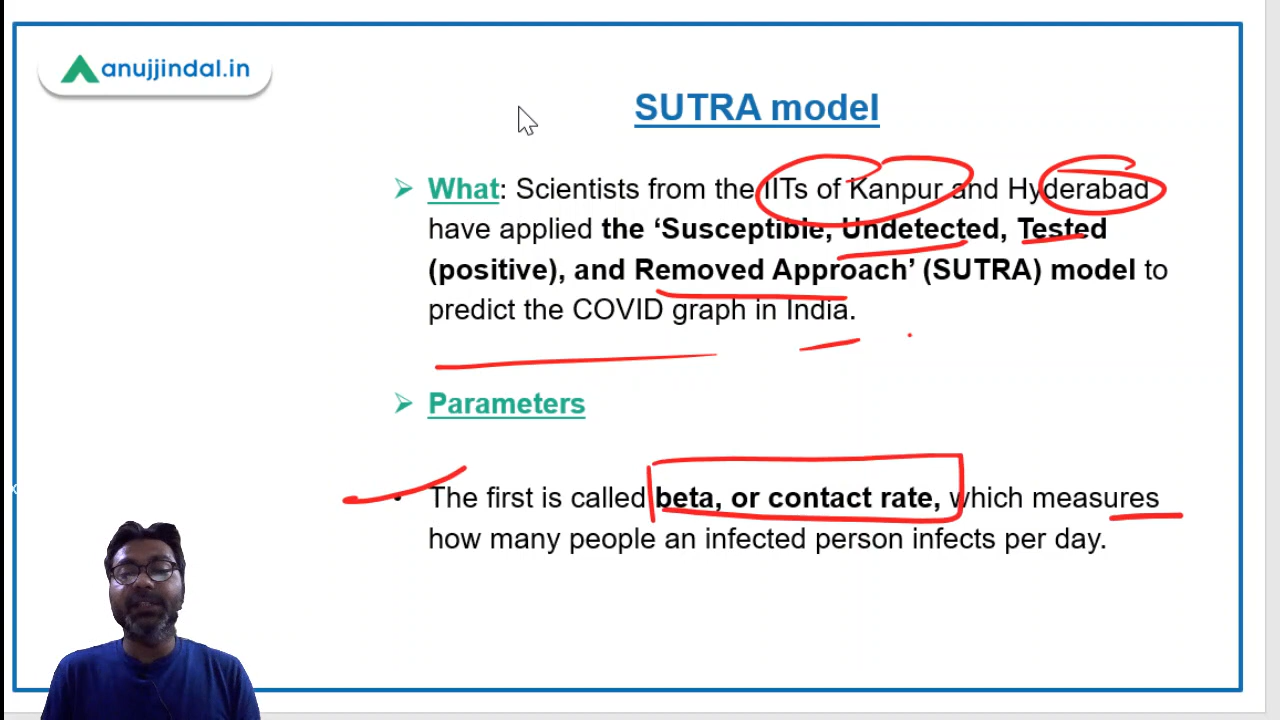 anujjindal.in
SUTRA model
➢ What: Scientists from the IITs of Kanpur and Hyderabad
have applied the ‘Susceptible, Undetected, Tested
(positive), and Removed Approach’ (SUTRA) model to
predict the COVID graph in India.
➢ Parameters
• The first is called beta, or contact rate, which measures
how many people an infected person infects per day.